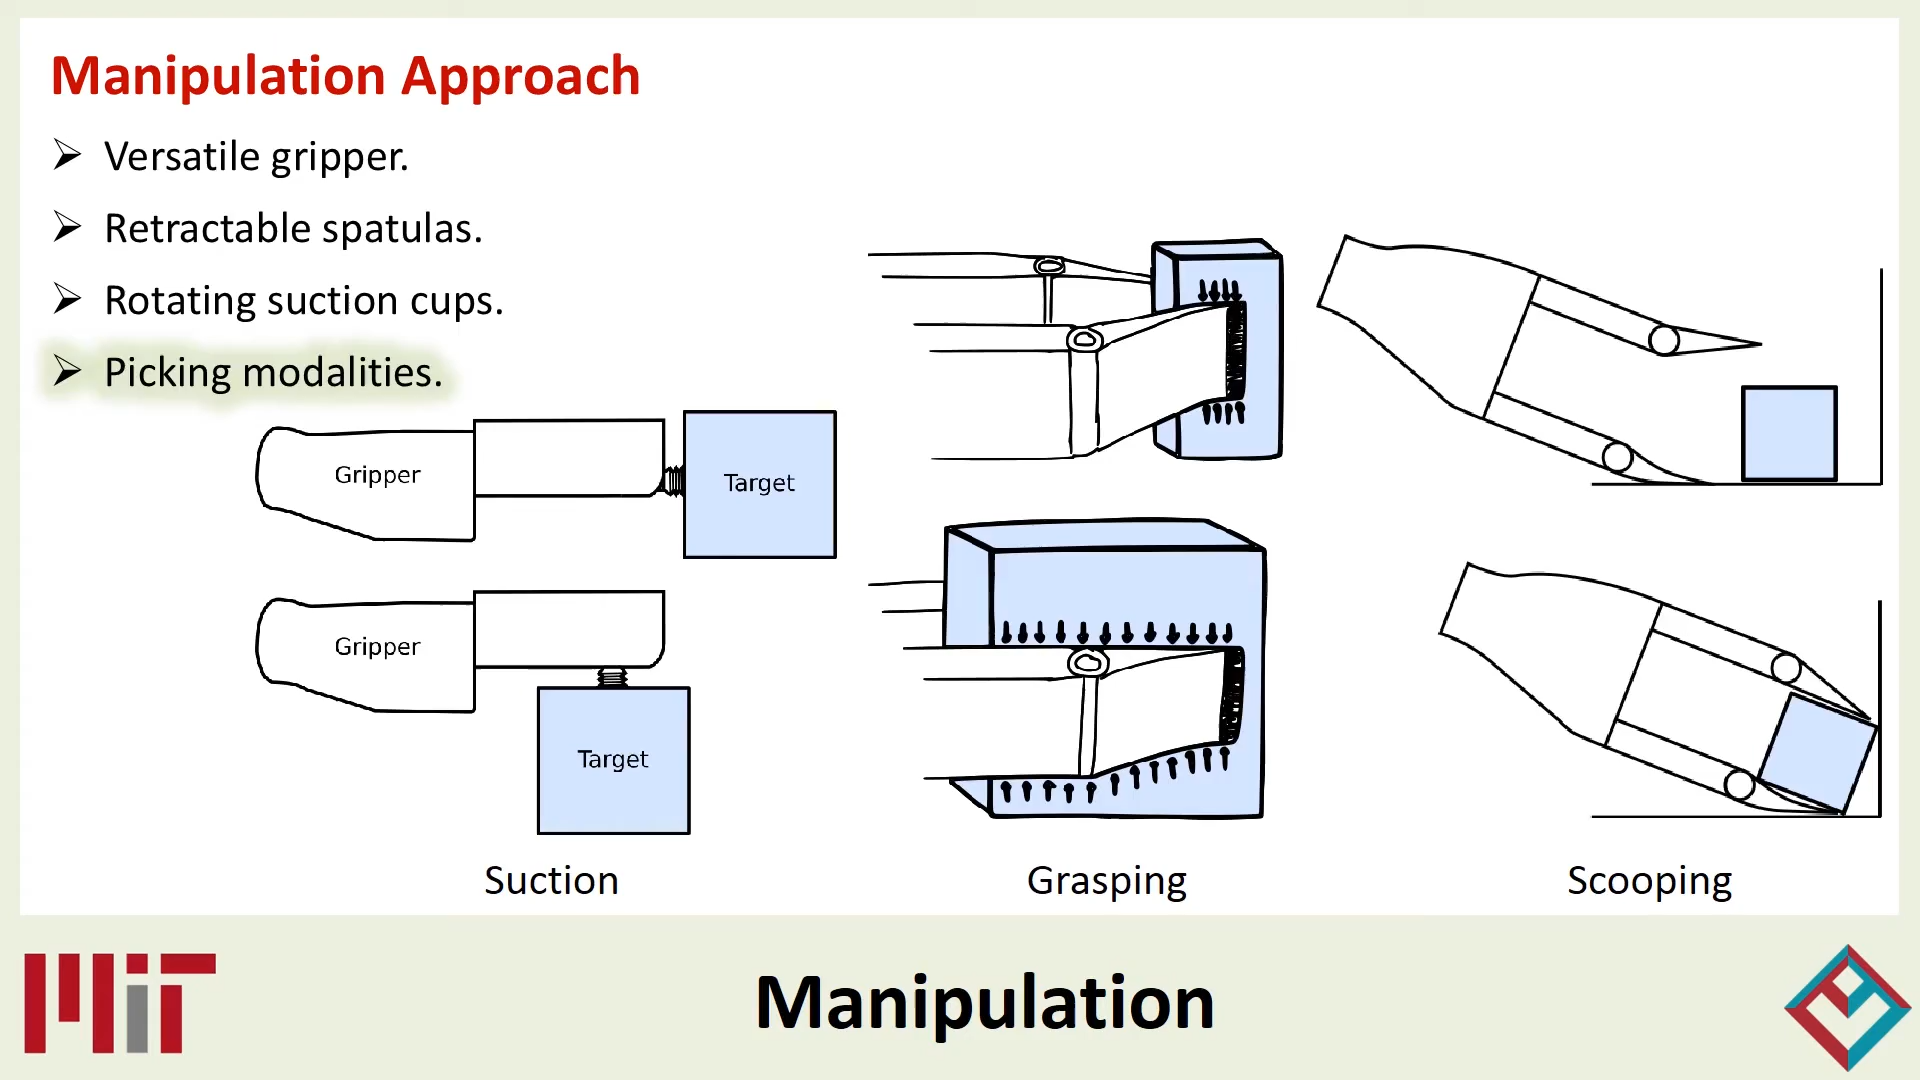 Manipulation Approach
➢ Versatile gripper.
➢ Retractable spatulas.
➢ Rotating suction cups.
➢ Picking modalities.
Gripper
Target
Gripper
Target
Suction
Grasping
Scooping
MIT
Manipulation